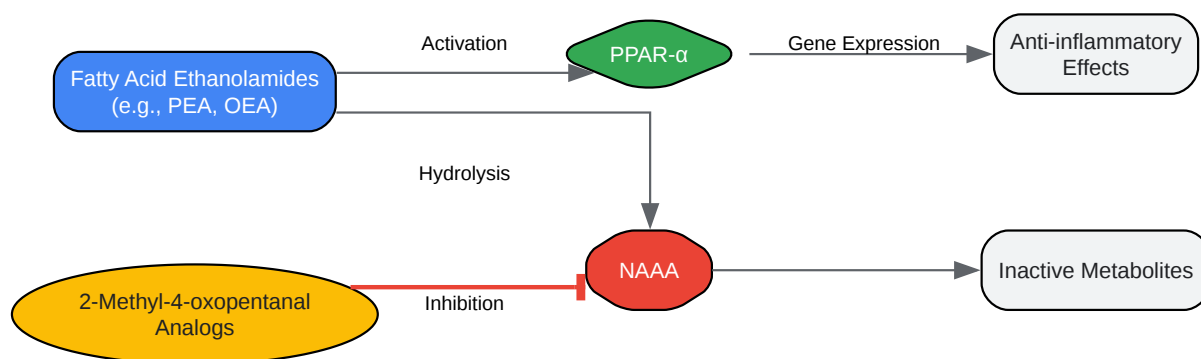 Activation
PPAR-α
Gene Expression
Anti-inflammatory
Effects
Fatty Acid Ethanolamides
(e.g., PEA, OEA)
Hydrolysis
NAAA
Inactive Metabolites
2-Methyl-4-oxopentanal
Analogs
Inhibition